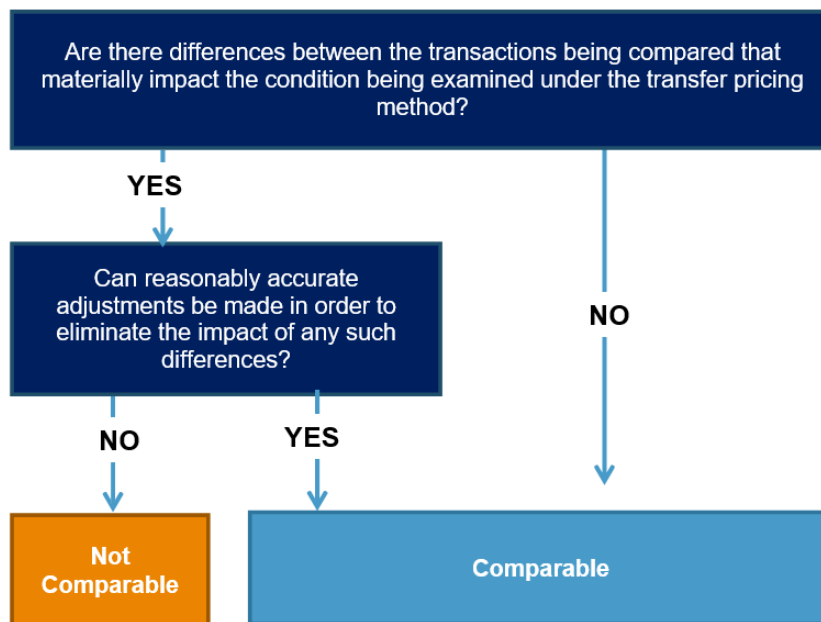 Are there differences between the transactions being compared that
materially impact the condition being examined under the transfer pricing
method?
YES
Can reasonably accurate
adjustments be made in order to
eliminate the impact of any such
differences?
NO
NO
YES
Not
Comparable
Comparable